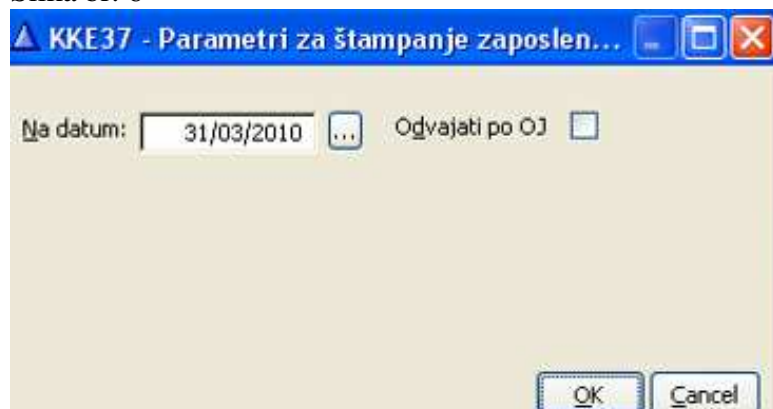 KKE37 - Parametri za štampanje zaposlen...
Na datum: 31/03/2010 ... Odvajati po OJ
OK Cancel